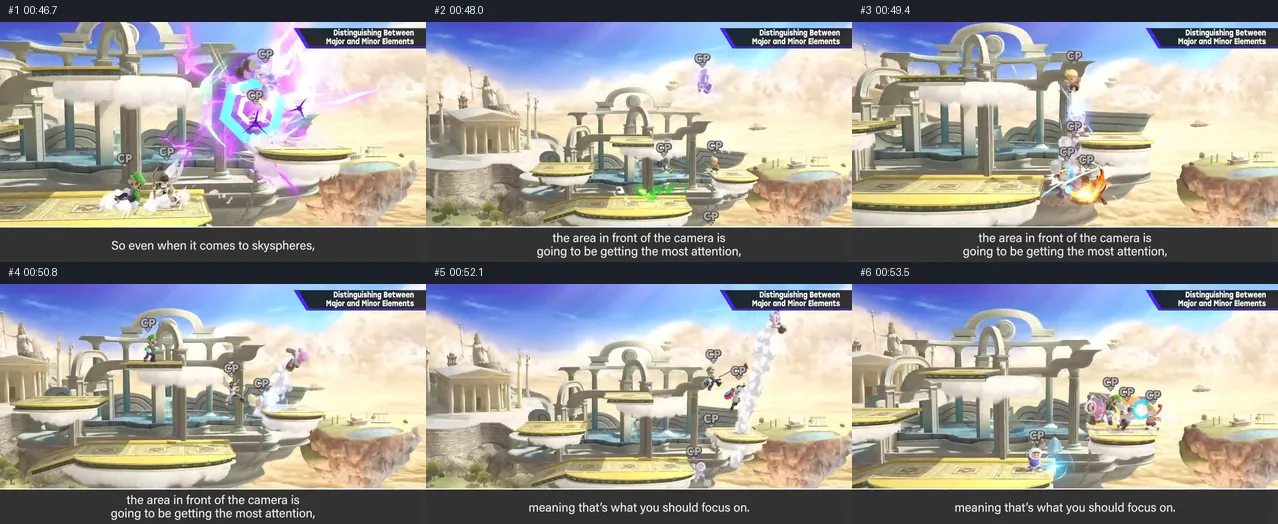 #1 00:46.7
Distinguishing Between
Major and Minor Elements
CP
CP
CP
CP
So even when it comes to skyspheres,
#2 00:48.0
Distinguishing Between
Major and Minor Elements
CP
CP
CP
CP
the area in front of the camera is
going to be getting the most attention,
#3 00:49.4
Distinguishing Between
Major and Minor Elements
CP
CP
CP
CP
the area in front of the camera is
going to be getting the most attention,
#4 00:50.8
Distinguishing Between
Major and Minor Elements
CP
CP
CP
the area in front of the camera is
going to be getting the most attention,
#5 00:52.1
Distinguishing Between
Major and Minor Elements
CP
CP
CP
CP
meaning that's what you should focus on.
#6 00:53.5
Distinguishing Between
Major and Minor Elements
CP
CP
CP
CP
meaning that's what you should focus on.